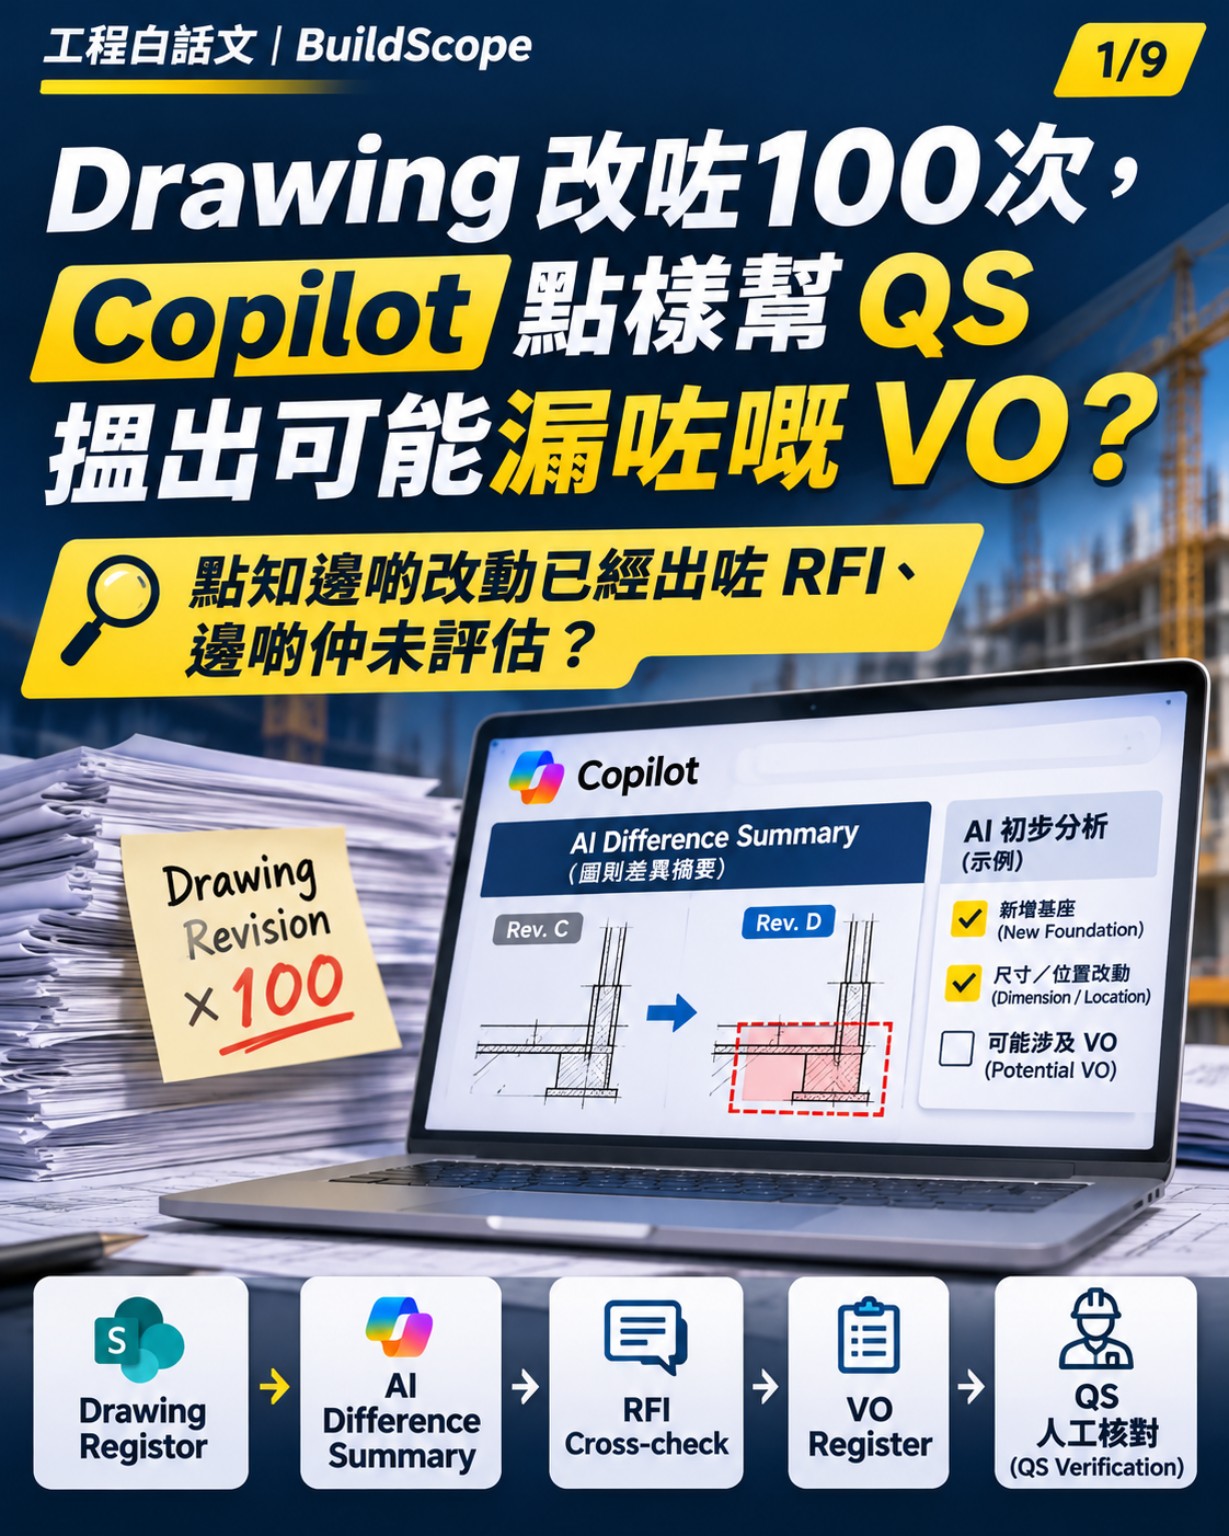 工程白話文 | BuildScope
1/9
Drawing 改咗100次，
Copilot 點樣幫 QS
搵出可能漏咗嘅 VO？
點知邊啲改動已經出咗 RFI、
邊啲仲未評估？
Drawing
Revision
× 100
Copilot
AI Difference Summary
（圖則差異摘要）
Rev. C
Rev. D
AI 初步分析
(示例)
新增基座
(New Foundation)
尺寸／位置改動
(Dimension / Location)
可能涉及 VO
(Potential VO)
S
Drawing
Registor
AI
Difference
Summary
RFI
Cross-check
VO
Register
QS
人工核對
(QS Verification)